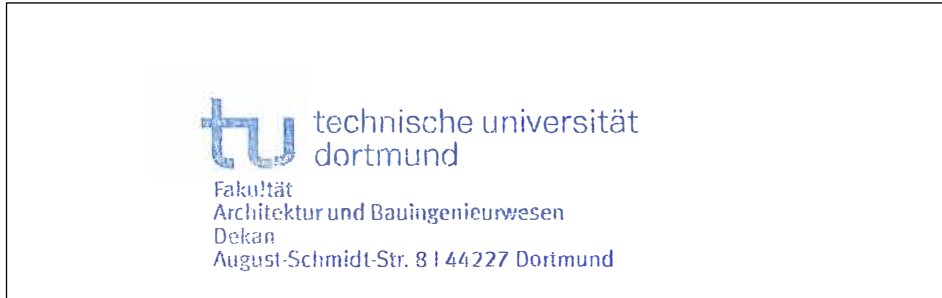 tu technische universität
dortmund
Fakultät
Architektur und Bauingenieurwesen
Dekan
August-Schmidt-Str. 8 | 44227 Dortmund